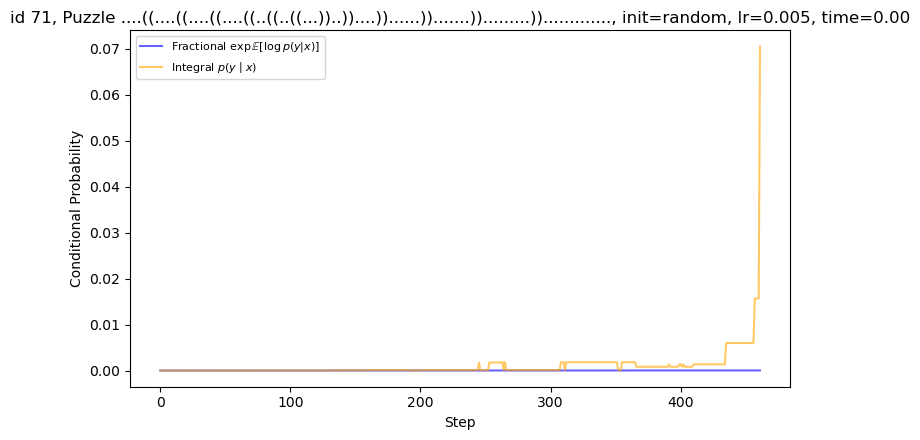 id 71, Puzzle ....((....((....((....((..((..((...))..))....))......)).......)).........))............., init=random, lr=0.005, time=0.00
Fractional exp𝔼[log p(y|x)]
Integral p(y | x)
0.07
0.06
0.05
0.04
0.03
0.02
0.01
0.00
Conditional Probability
0 100 200 300 400
Step